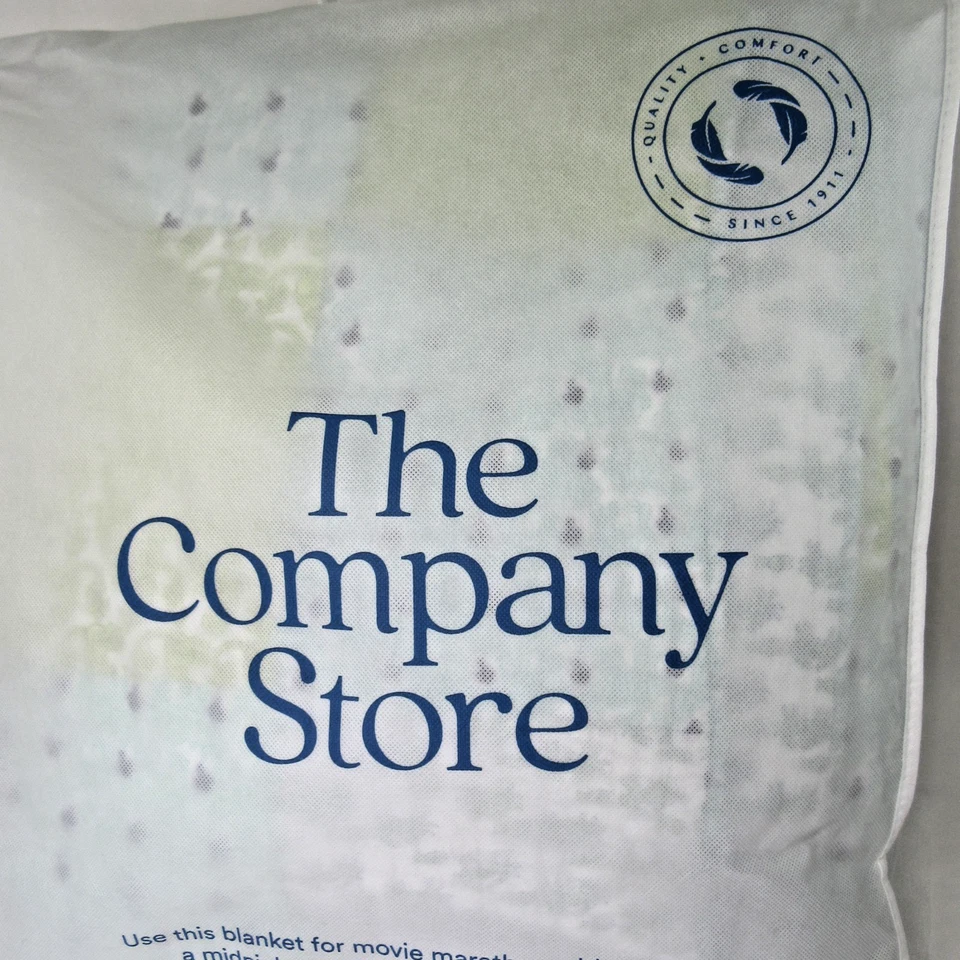 QUALITY · COMFORT
SINCE 1911
The
Company
Store
Use this blanket for movie
a